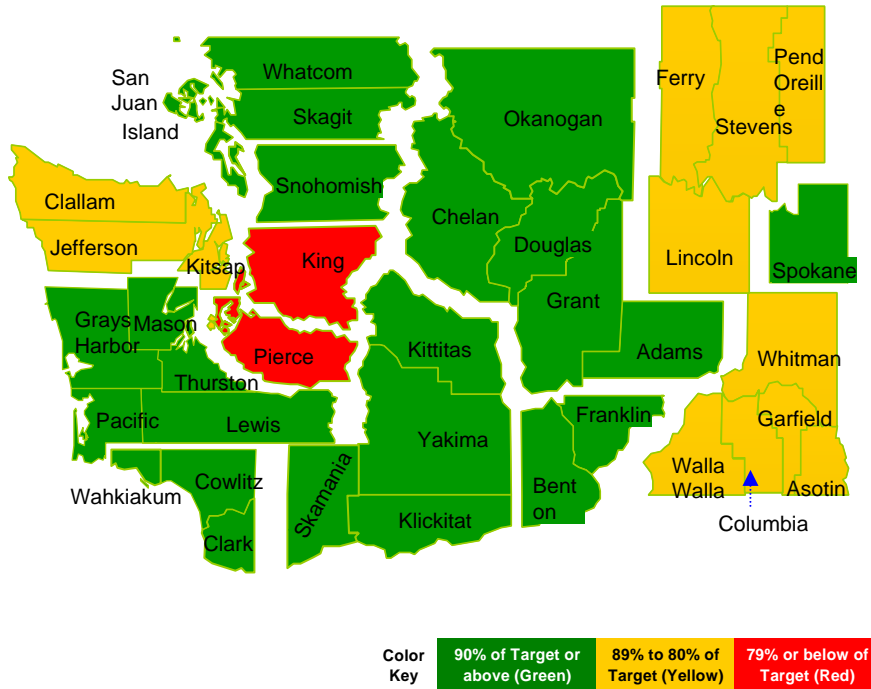 San
Juan
Island
Whatcom
Skagit
Snohomish
Okanogan
Chelan
Douglas
Grant
Ferry
Stevens
Pend
Oreill
e
Clallam
Jefferson
Kitsap
King
Pierce
Lincoln
Spokane
Grays
Harbor
Mason
Thurston
Kittitas
Adams
Whitman
Pacific
Lewis
Yakima
Franklin
Garfield
Wahkiakum
Cowlitz
Clark
Skamania
Klickitat
Bent
on
Walla
Walla
Asotin
Columbia
Color
Key
90% of Target or
above (Green)
89% to 80% of
Target (Yellow)
79% or below of
Target (Red)